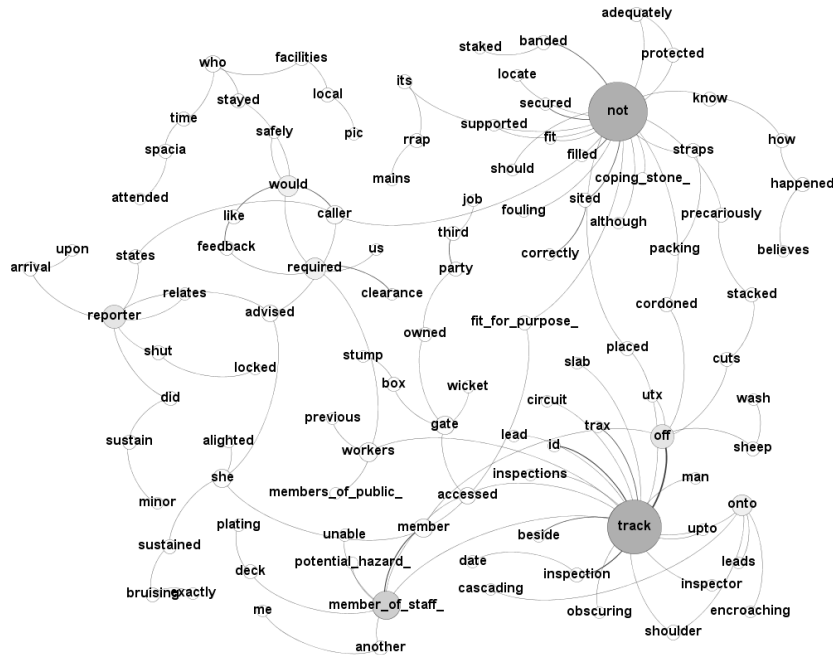 adequately
who
facilities
staked
banded
protected
stayed
local
its
locate
know
time
safely
pic
secured
not
supported
rrap
fit
how
spacia
should
filled
straps
mains
would
coping_stone_
happened
attended
job
sited
like
caller
fouling
although
precariously
third
upon
feedback
us
correctly
packing
believes
states
party
arrival
required
relates
clearance
stacked
reporter
advised
cordoned
owned
fit_for_purpose_
shut
stump
placed
locked
slab
cuts
box
wicket
did
circuit
utx
wash
previous
gate
trax
sustain
alighted
lead
id
off
workers
sheep
she
inspections
man
minor
members_of_public_
accessed
onto
plating
member
track
unable
beside
upto
sustained
potential_hazard_
date
leads
deck
inspection
bruising
exactly
cascading
inspector
me
member_of_staff_
obscuring
encroaching
another
shoulder